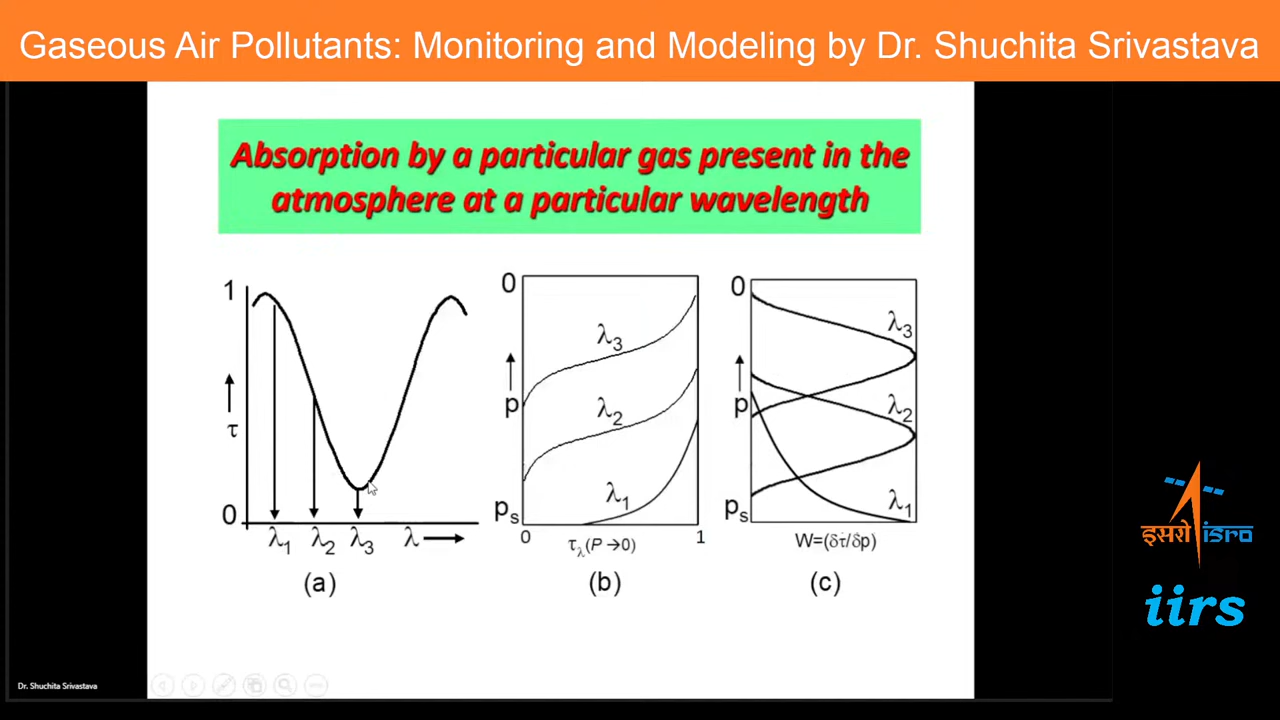 Gaseous Air Pollutants: Monitoring and Modeling by Dr. Shuchita Srivastava
Absorption by a particular gas present in the
atmosphere at a particular wavelength
1
τ
0
λ1 λ2 λ3 λ
(a)
0
p
ps
λ3
λ2
λ1
0 τλ(P→0) 1
(b)
0
p
ps
λ3
λ2
λ1
W=(δτ/δp)
(c)
इसरो isro
iirs
Dr. Shuchita Srivastava